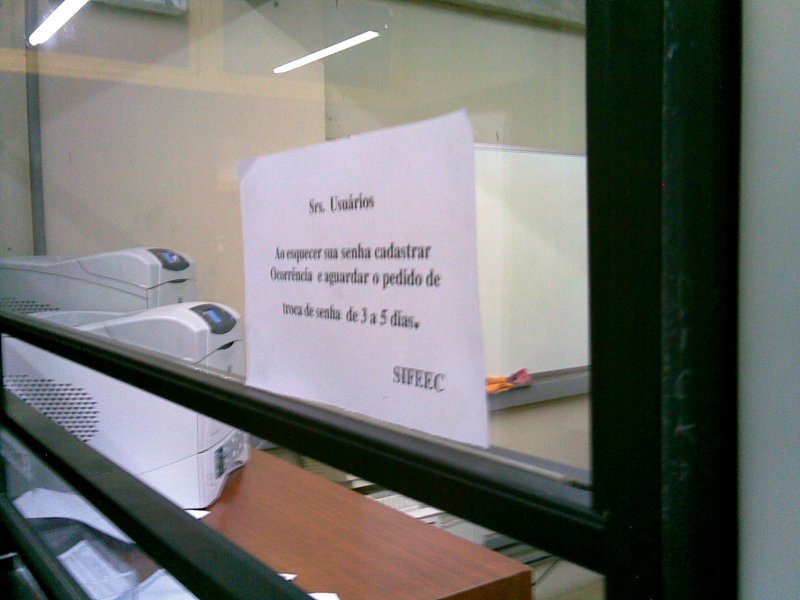 Srs. Usuários
Ao esquecer sua senha cadastrar
Ocorrência e aguardar o pedido de
troca de senha de 3 a 5 dias.
SIFEEC